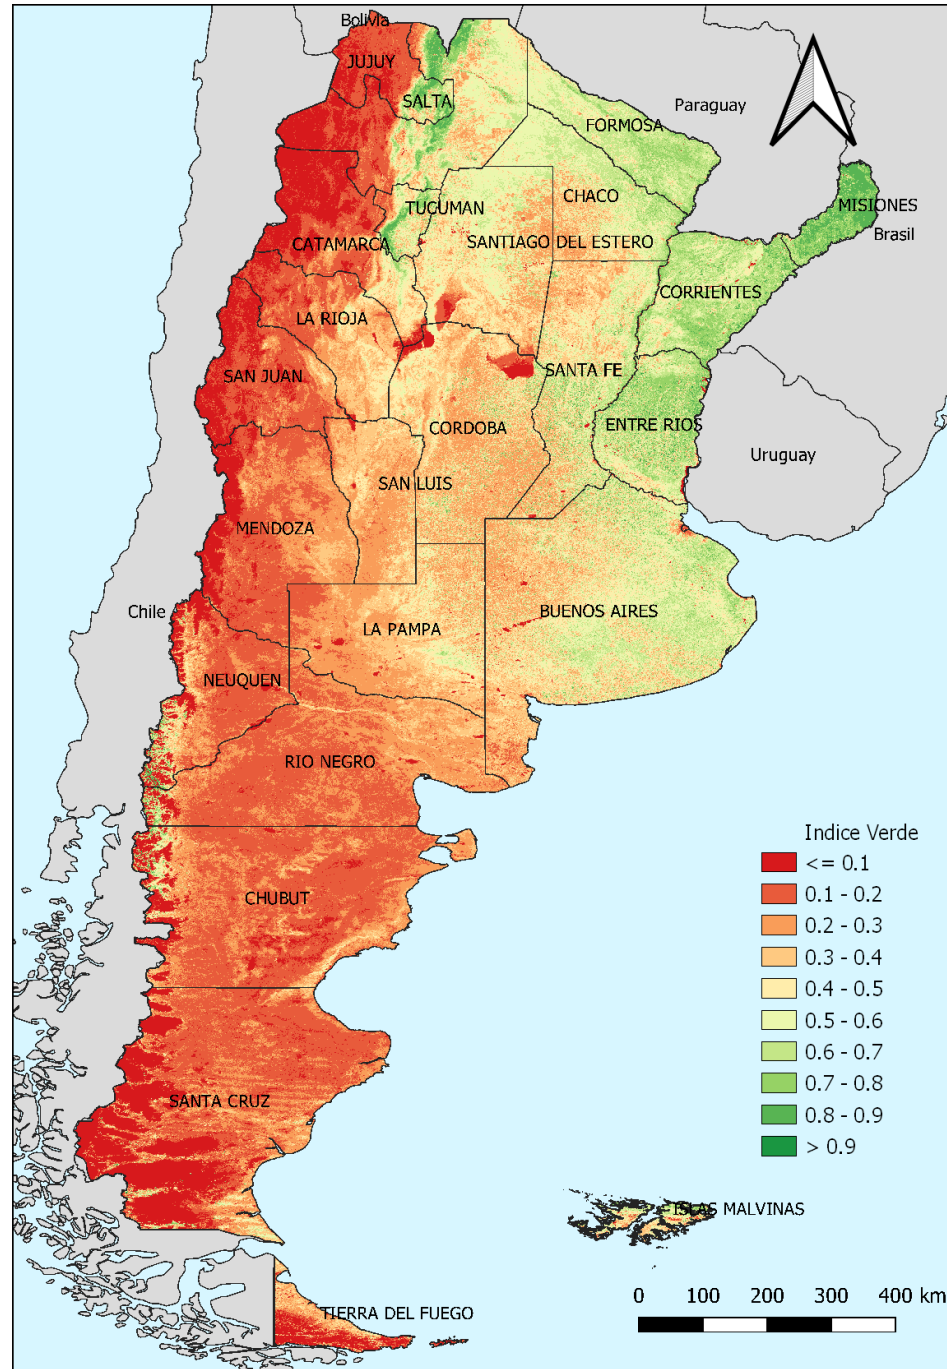 Bolivia
JUJUY
SALTA
Paraguay
FORMOSA
CHACO
MISIONES
TUCUMAN
Brasil
CATAMARCA
SANTIAGO DEL ESTERO
CORRIENTES
LA RIOJA
SAN JUAN
SANTA FE
CORDOBA
ENTRE RIOS
Uruguay
SAN LUIS
MENDOZA
Chile
BUENOS AIRES
LA PAMPA
NEUQUEN
RIO NEGRO
Indice Verde
<= 0.1
0.1 - 0.2
0.2 - 0.3
0.3 - 0.4
0.4 - 0.5
0.5 - 0.6
0.6 - 0.7
0.7 - 0.8
0.8 - 0.9
> 0.9
CHUBUT
SANTA CRUZ
ISLAS MALVINAS
TIERRA DEL FUEGO
0 100 200 300 400 km